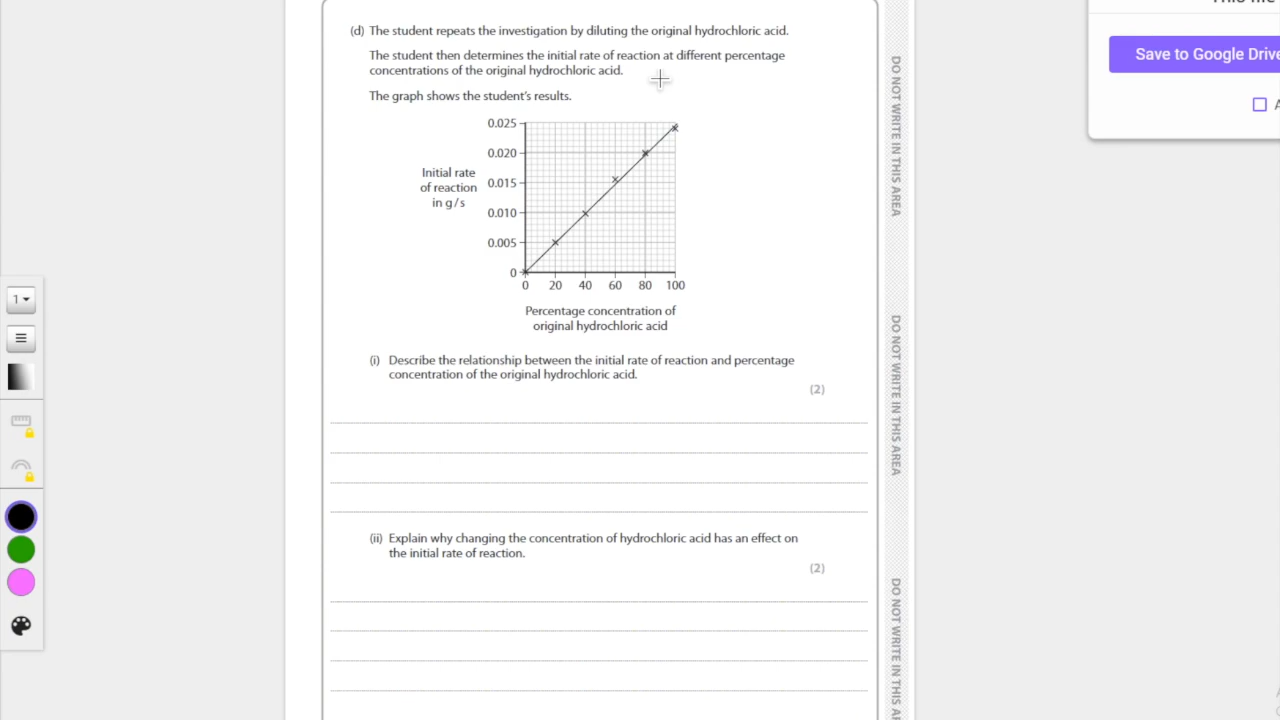 (d) The student repeats the investigation by diluting the original hydrochloric acid.
The student then determines the initial rate of reaction at different percentage
concentrations of the original hydrochloric acid.
The graph shows the student's results.
0.025
0.020
0.015
0.010
0.005
0
Initial rate
of reaction
in g / s
0 20 40 60 80 100
Percentage concentration of
original hydrochloric acid
(i) Describe the relationship between the initial rate of reaction and percentage
concentration of the original hydrochloric acid.
(2)
(ii) Explain why changing the concentration of hydrochloric acid has an effect on
the initial rate of reaction.
(2)
DO NOT WRITE IN THIS AREA
DO NOT WRITE IN THIS AREA
DO NOT WRITE IN THIS
Save to Google Drive
1